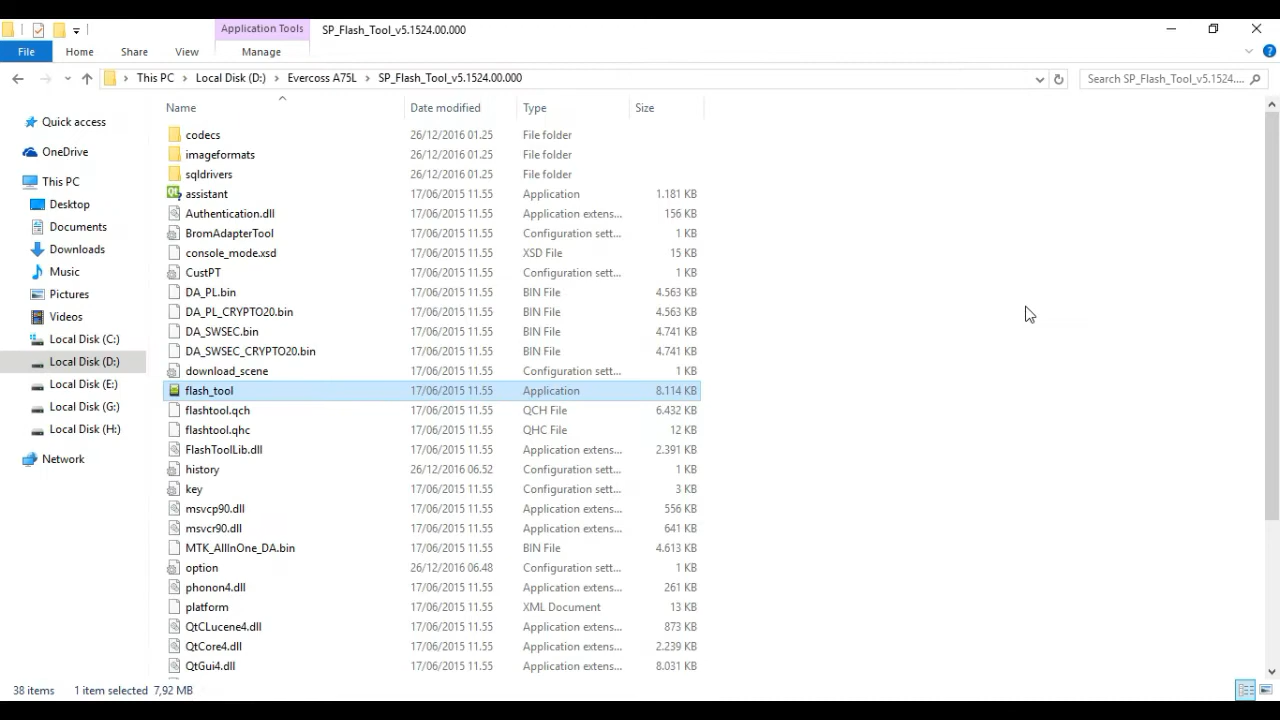 Application Tools SP_Flash_Tool_v5.1524.00.000
File Home Share View Manage
This PC Local Disk (D:) Evercoss A75L SP_Flash_Tool_v5.1524.00.000 Search SP_Flash_Tool_v5.1524....
Quick access
OneDrive
This PC
Desktop
Documents
Downloads
Music
Pictures
Videos
Local Disk (C:)
Local Disk (D:)
Local Disk (E:)
Local Disk (G:)
Local Disk (H:)
Network
Name Date modified Type Size
codecs 26/12/2016 01.25 File folder
imageformats 26/12/2016 01.25 File folder
sqldrivers 26/12/2016 01.25 File folder
assistant 17/06/2015 11.55 Application 1.181 KB
Authentication.dll 17/06/2015 11.55 Application extens... 156 KB
BromAdapterTool 17/06/2015 11.55 Configuration sett... 1 KB
console_mode.xsd 17/06/2015 11.55 XSD File 15 KB
CustPT 17/06/2015 11.55 Configuration sett... 1 KB
DA_PL.bin 17/06/2015 11.55 BIN File 4.563 KB
DA_PL_CRYPTO20.bin 17/06/2015 11.55 BIN File 4.563 KB
DA_SWSEC.bin 17/06/2015 11.55 BIN File 4.741 KB
DA_SWSEC_CRYPTO20.bin 17/06/2015 11.55 BIN File 4.741 KB
download_scene 17/06/2015 11.55 Configuration sett... 1 KB
flash_tool 17/06/2015 11.55 Application 8.114 KB
flashtool.qch 17/06/2015 11.55 QCH File 6.432 KB
flashtool.qhc 17/06/2015 11.55 QHC File 12 KB
FlashToolLib.dll 17/06/2015 11.55 Application extens... 2.391 KB
history 26/12/2016 06.52 Configuration sett... 1 KB
key 17/06/2015 11.55 Configuration sett... 3 KB
msvcp90.dll 17/06/2015 11.55 Application extens... 556 KB
msvcr90.dll 17/06/2015 11.55 Application extens... 641 KB
MTK_AllInOne_DA.bin 17/06/2015 11.55 BIN File 4.613 KB
option 26/12/2016 06.48 Configuration sett... 1 KB
phonon4.dll 17/06/2015 11.55 Application extens... 261 KB
platform 17/06/2015 11.55 XML Document 13 KB
QtCLucene4.dll 17/06/2015 11.55 Application extens... 873 KB
QtCore4.dll 17/06/2015 11.55 Application extens... 2.239 KB
QtGui4.dll 17/06/2015 11.55 Application extens... 8.031 KB
38 items 1 item selected 7,92 MB